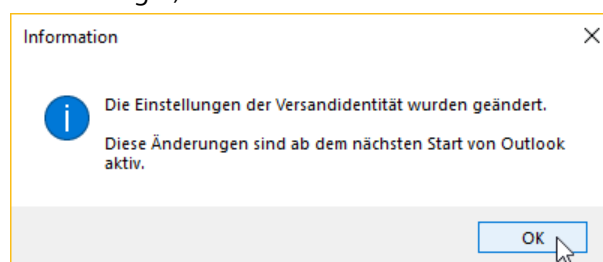 Information
Die Einstellungen der Versandidentität wurden geändert.
Diese Änderungen sind ab dem nächsten Start von Outlook
aktiv.
OK